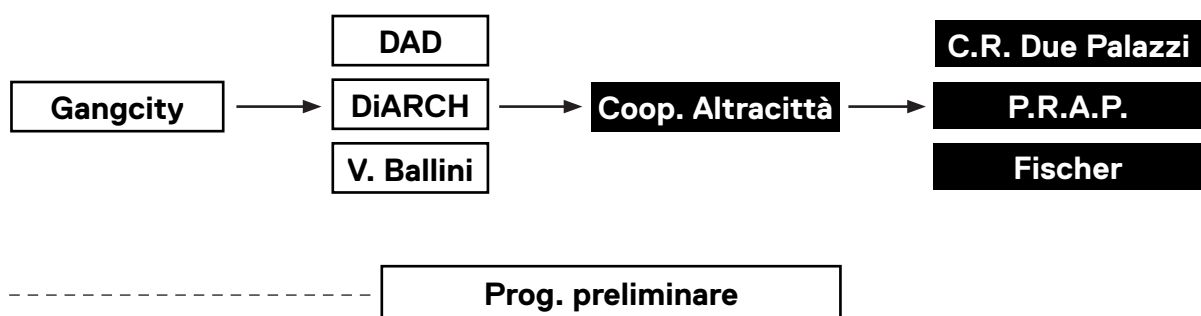 Gangcity
DAD
DiARCH
V. Ballini
Coop. Altracittà
C.R. Due Palazzi
P.R.A.P.
Fischer
Prog. preliminare